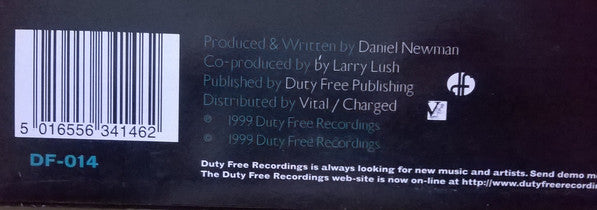 Produced & Written by Daniel Newman
Co-produced by by Larry Lush
Published by Duty Free Publishing
Distributed by Vital / Charged
℗ 1999 Duty Free Recordings
© 1999 Duty Free Recordings
5 016556 341462
DF-014
Duty Free Recordings is always looking for new music and artists. Send demo m
The Duty Free Recordings web-site is now on-line at http://www.dutyfreerecordin